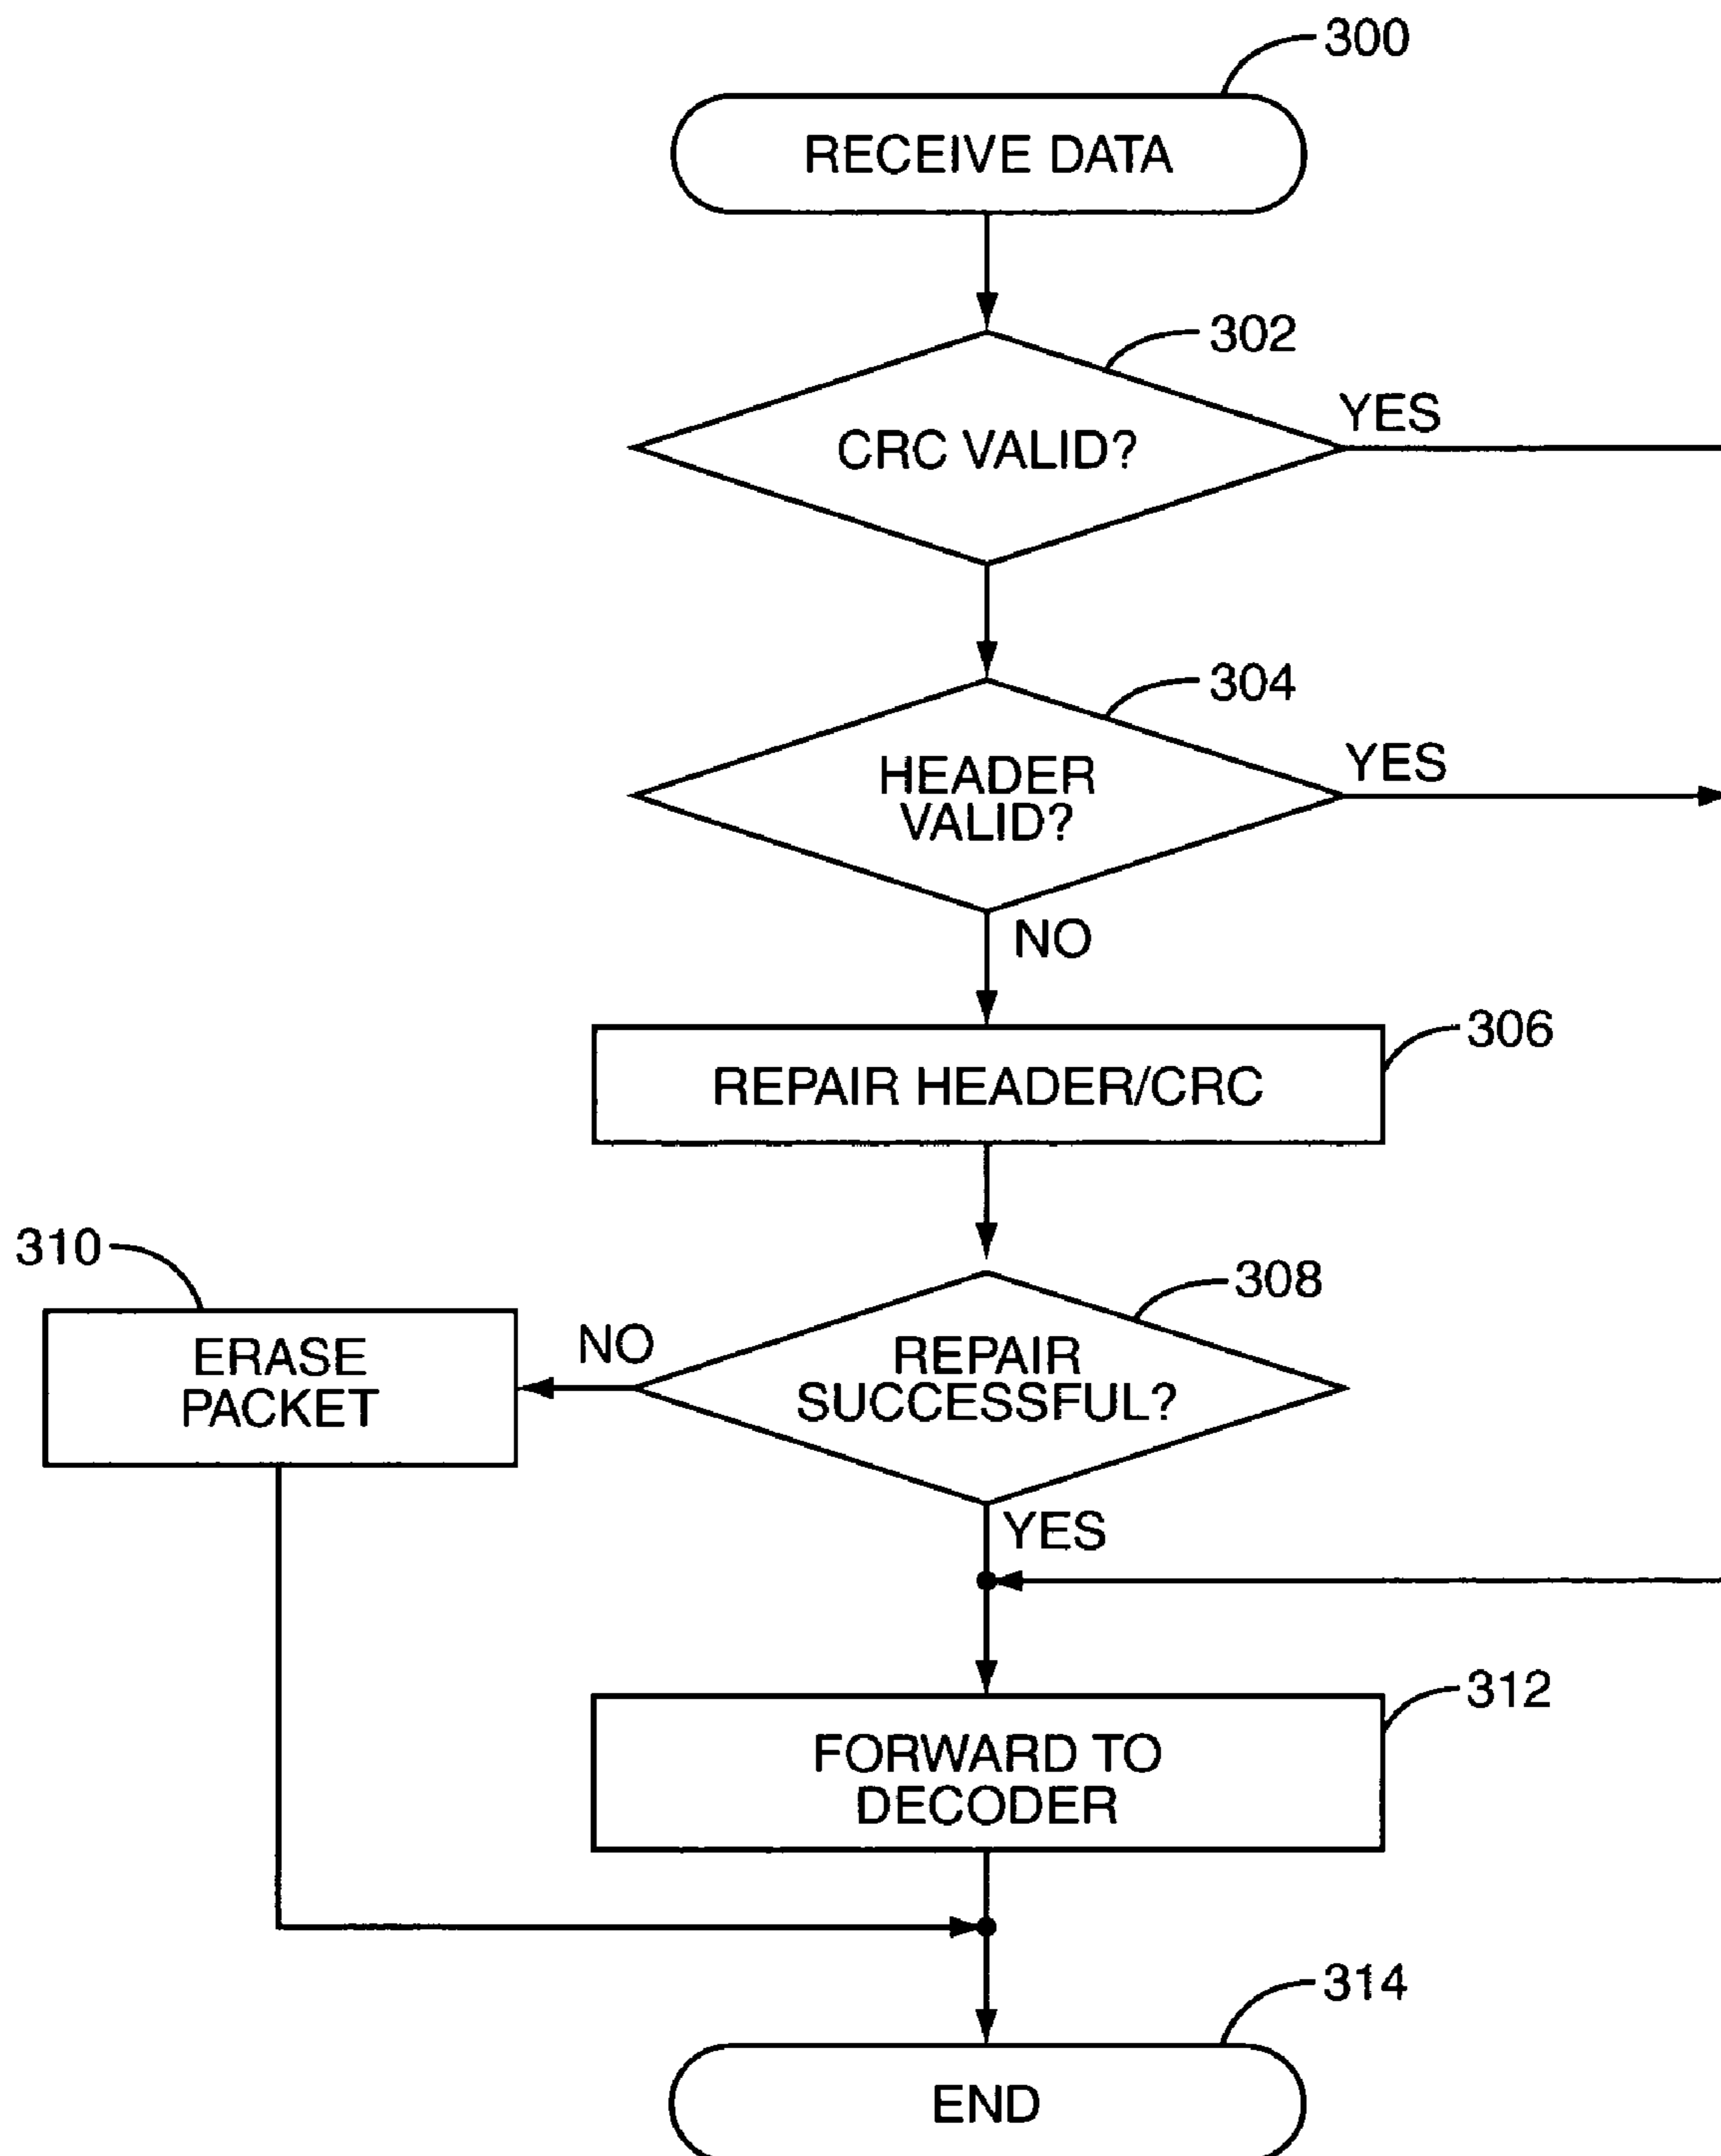 300
RECEIVE DATA
302
CRC VALID?
YES
304
HEADER
VALID?
YES
NO
306
REPAIR HEADER/CRC
310
308
ERASE
PACKET
NO
REPAIR
SUCCESSFUL?
YES
312
FORWARD TO
DECODER
314
END